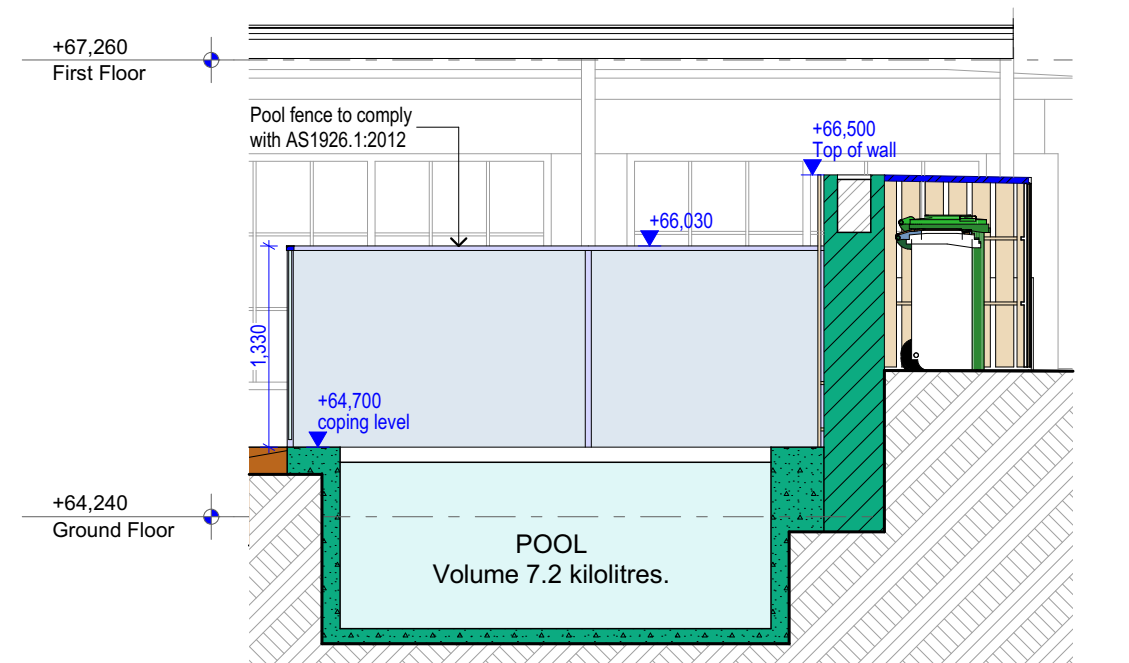 +67,260
First Floor
Pool fence to comply
with AS1926.1:2012
+66,500
Top of wall
+66,030
1,330
+64,700
coping level
+64,240
Ground Floor
POOL
Volume 7.2 kilolitres.